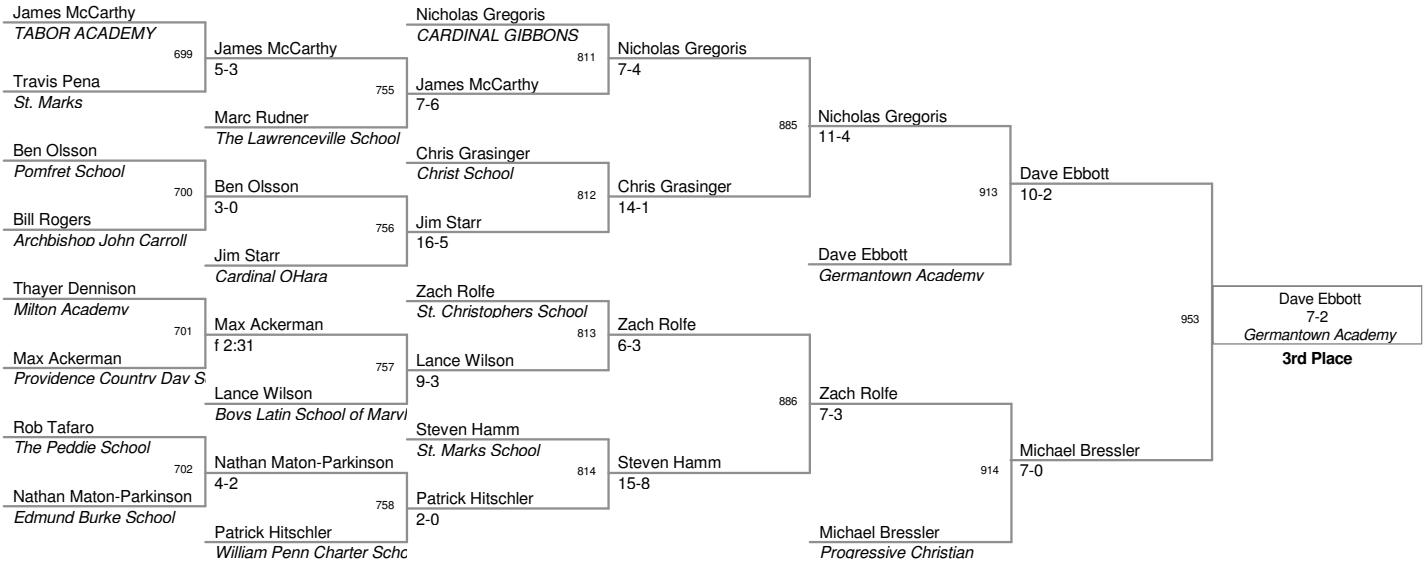 James McCarthy
TABOR ACADEMY
699
Travis Pena
St. Marks
Ben Olsson
Pomfret School
700
Bill Rogers
Archbishop John Carroll
Thayer Dennison
Milton Academy
701
Max Ackerman
Providence Country Day S
Rob Tafaro
The Peddie School
702
Nathan Maton-Parkinson
Edmund Burke School
James McCarthy
5-3
755
Marc Rudner
The Lawrenceville School
Ben Olsson
3-0
756
Jim Starr
Cardinal OHara
Max Ackerman
f 2:31
757
Lance Wilson
Boys Latin School of Maryl
Nathan Maton-Parkinson
4-2
758
Patrick Hitschler
William Penn Charter Scho
Nicholas Gregoris
CARDINAL GIBBONS
811
James McCarthy
7-6
Chris Grasinger
Christ School
812
Jim Starr
16-5
Zach Rolfe
St. Christophers School
813
Lance Wilson
9-3
Steven Hamm
St. Marks School
814
Patrick Hitschler
2-0
Nicholas Gregoris
7-4
885
Chris Grasinger
14-1
Zach Rolfe
6-3
886
Steven Hamm
15-8
Nicholas Gregoris
11-4
913
Dave Ebbott
Germantown Academy
Zach Rolfe
7-3
914
Michael Bressler
Progressive Christian
Dave Ebbott
10-2
953
Michael Bressler
7-0
Dave Ebbott
7-2
Germantown Academy
3rd Place